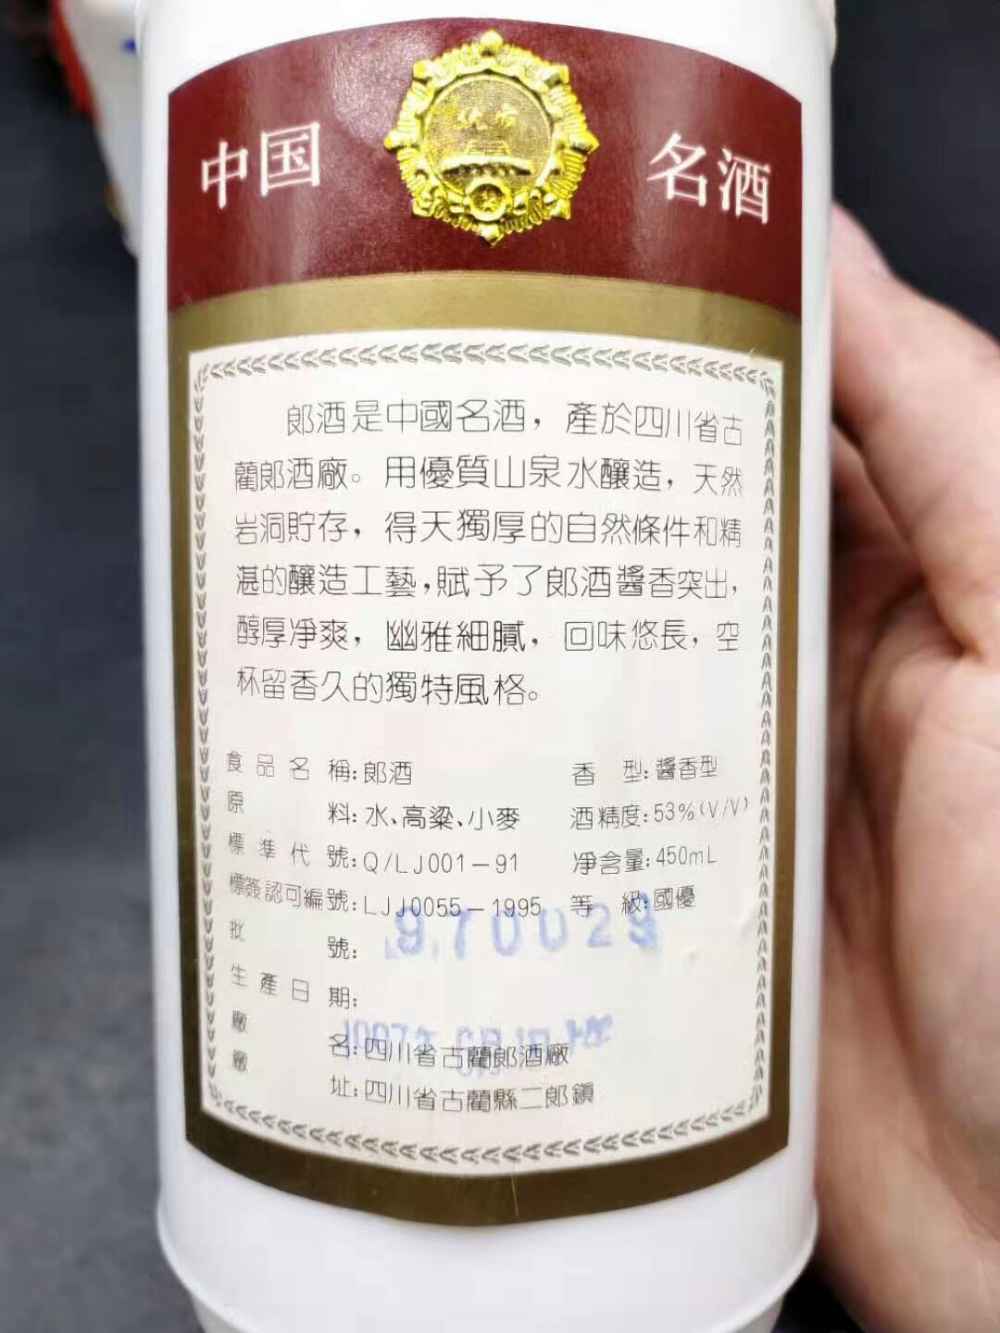 中国 名酒
郎酒是中國名酒，產於四川省古
藺郎酒廠。用優質山泉水釀造，天然
岩洞貯存，得天獨厚的自然條件和精
湛的釀造工藝，賦予了郎酒醬香突出，
醇厚凈爽，幽雅細膩，回味悠長，空
杯留香久的獨特風格。
食品名稱：郎酒 香型：醬香型
原料：水、高粱、小麥 酒精度：53%(V/V)
標準代號：Q/LJ001－91 凈含量：450mL
標簽認可編號：LJJ0055－1995 等級：國優
批號：970029
生產日期：
廠名：四川省古藺郎酒廠
廠址：四川省古藺縣二郎鎮